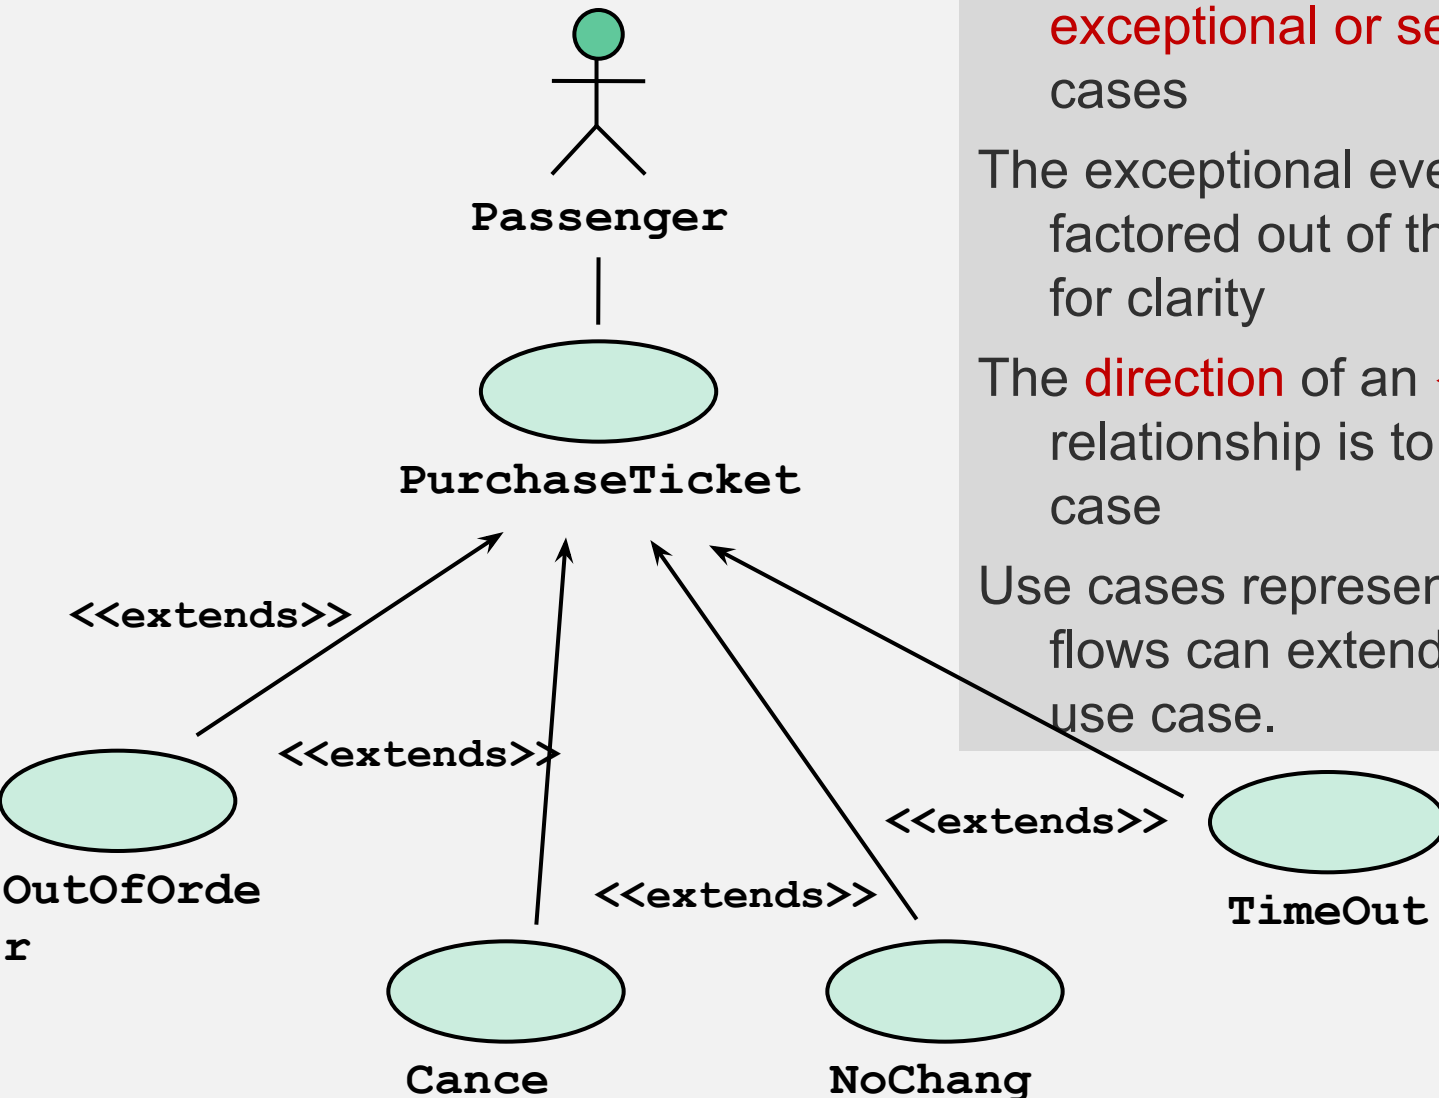 Passenger
PurchaseTicket
<<extends>>
<<extends>>
<<extends>>
<<extends>>
OutOfOrde
r
TimeOut
Cance
NoChang
exceptional or se
cases
The exceptional eve
factored out of th
for clarity
The direction of an
relationship is to
case
Use cases represen
flows can extend
use case.